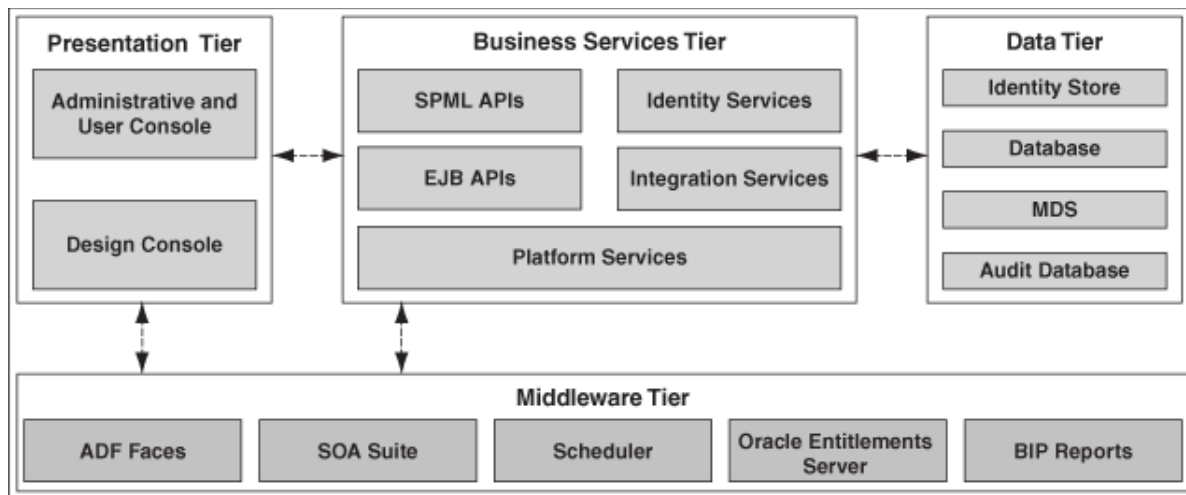 Presentation Tier
Administrative and
User Console
Design Console
Business Services Tier
SPML APIs
Identity Services
EJB APIs
Integration Services
Platform Services
Data Tier
Identity Store
Database
MDS
Audit Database
Middleware Tier
ADF Faces
SOA Suite
Scheduler
Oracle Entitlements
Server
BIP Reports